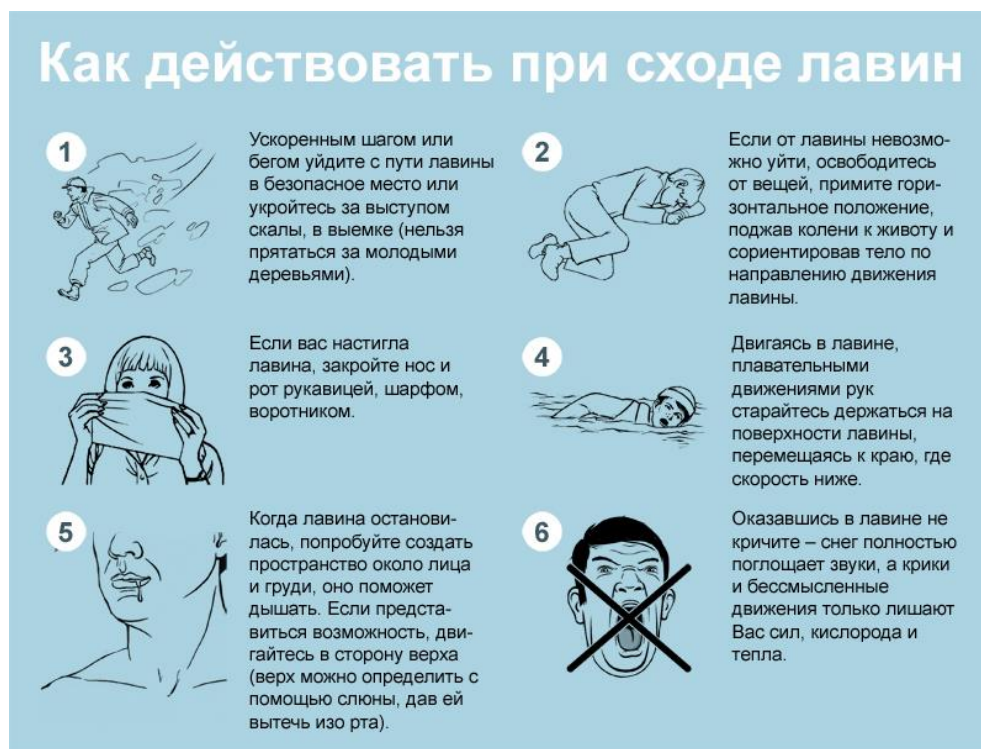 Как действовать при сходе лавин
1
Ускоренным шагом или
бегом уйдите с пути лавины
в безопасное место или
укройтесь за выступом
скалы, в выемке (нельзя
прятаться за молодыми
деревьями).
2
Если от лавины невозмо-
жно уйти, освободитесь
от вещей, примите гори-
зонтальное положение,
поджав колени к животу и
сориентировав тело по
направлению движения
лавины.
3
Если вас настигла
лавина, закройте нос и
рот рукавицей, шарфом,
воротником.
4
Двигаясь в лавине,
плавательными
движениями рук
старайтесь держаться на
поверхности лавины,
перемещаясь к краю, где
скорость ниже.
5
Когда лавина останови-
лась, попробуйте создать
пространство около лица
и груди, оно поможет
дышать. Если предста-
виться возможность, дви-
гайтесь в сторону верха
(верх можно определить с
помощью слюны, дав ей
вытечь изо рта).
6
Оказавшись в лавине не
кричите – снег полностью
поглощает звуки, а крики
и бессмысленные
движения только лишают
Вас сил, кислорода и
тепла.